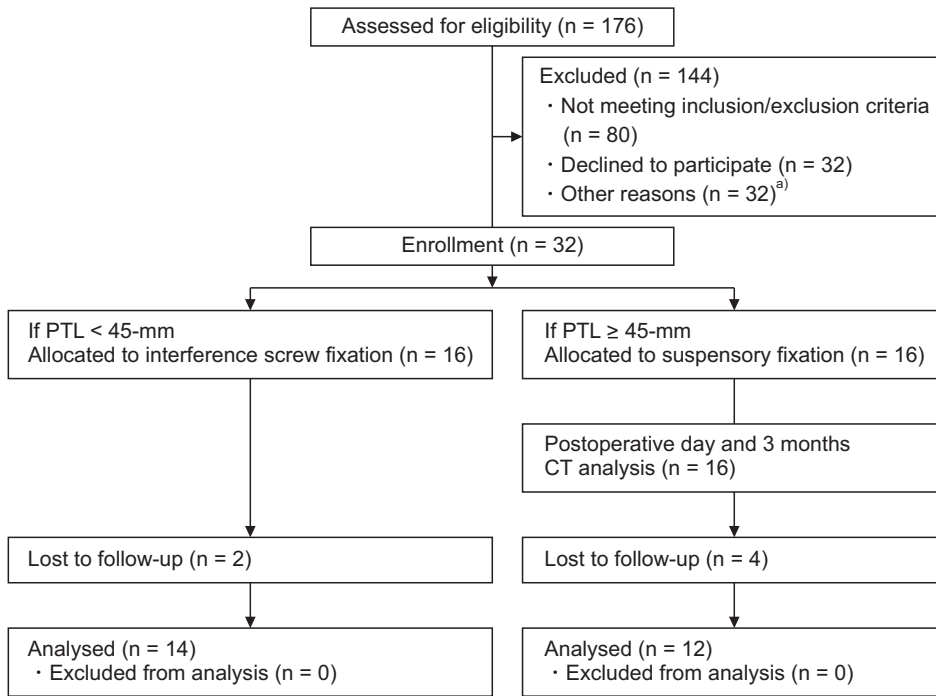 Assessed for eligibility (n = 176)
Excluded (n = 144)
· Not meeting inclusion/exclusion criteria
(n = 80)
· Declined to participate (n = 32)
· Other reasons (n = 32)a)
Enrollment (n = 32)
If PTL < 45-mm
Allocated to interference screw fixation (n = 16)
If PTL ≥ 45-mm
Allocated to suspensory fixation (n = 16)
Postoperative day and 3 months
CT analysis (n = 16)
Lost to follow-up (n = 2)
Lost to follow-up (n = 4)
Analysed (n = 14)
· Excluded from analysis (n = 0)
Analysed (n = 12)
· Excluded from analysis (n = 0)